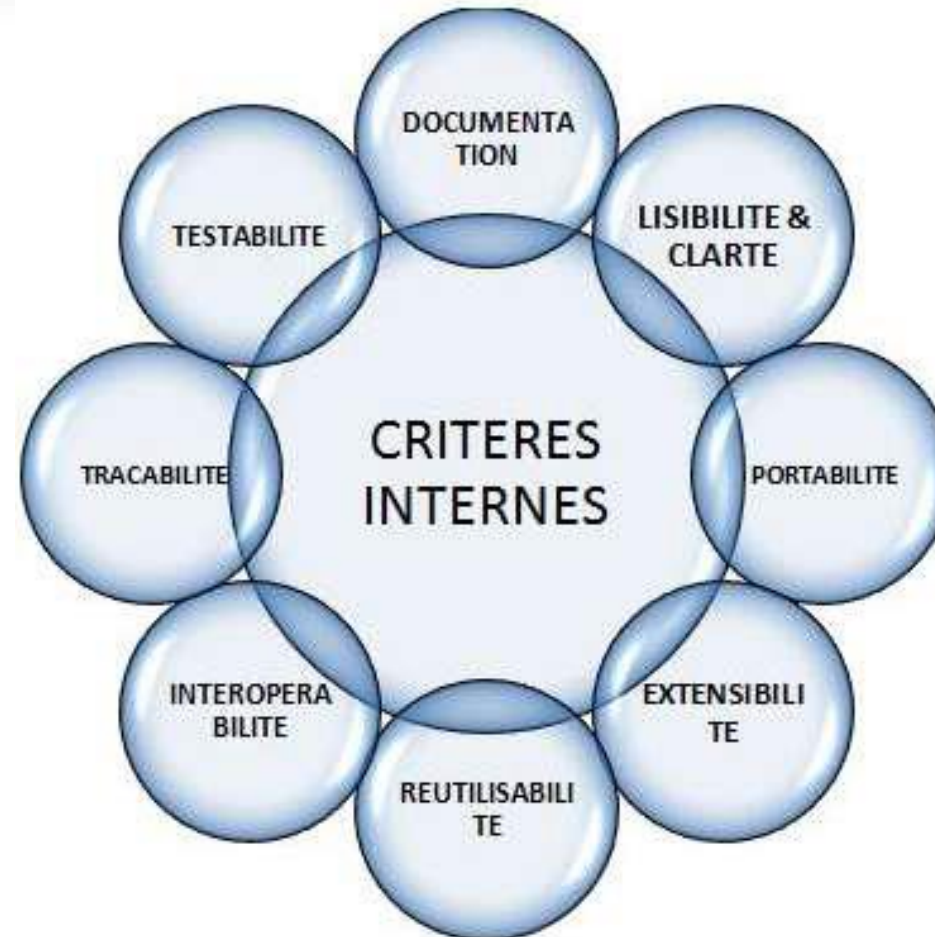 DOCUMENTA
TION
LISIBILITE &
CLARTE
PORTABILITE
EXTENSIBILI
TE
REUTILISABILI
TE
INTEROPERA
BILITE
TRACABILITE
TESTABILITE
CRITERES
INTERNES